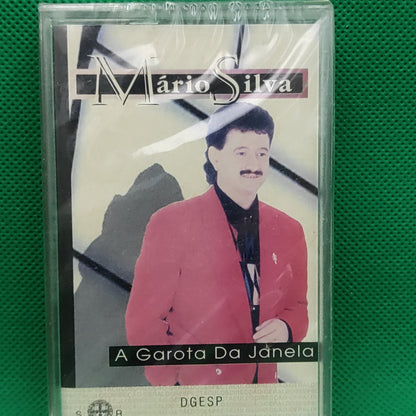 Mário Silva
A Garota Da Janela
DGESP
S R